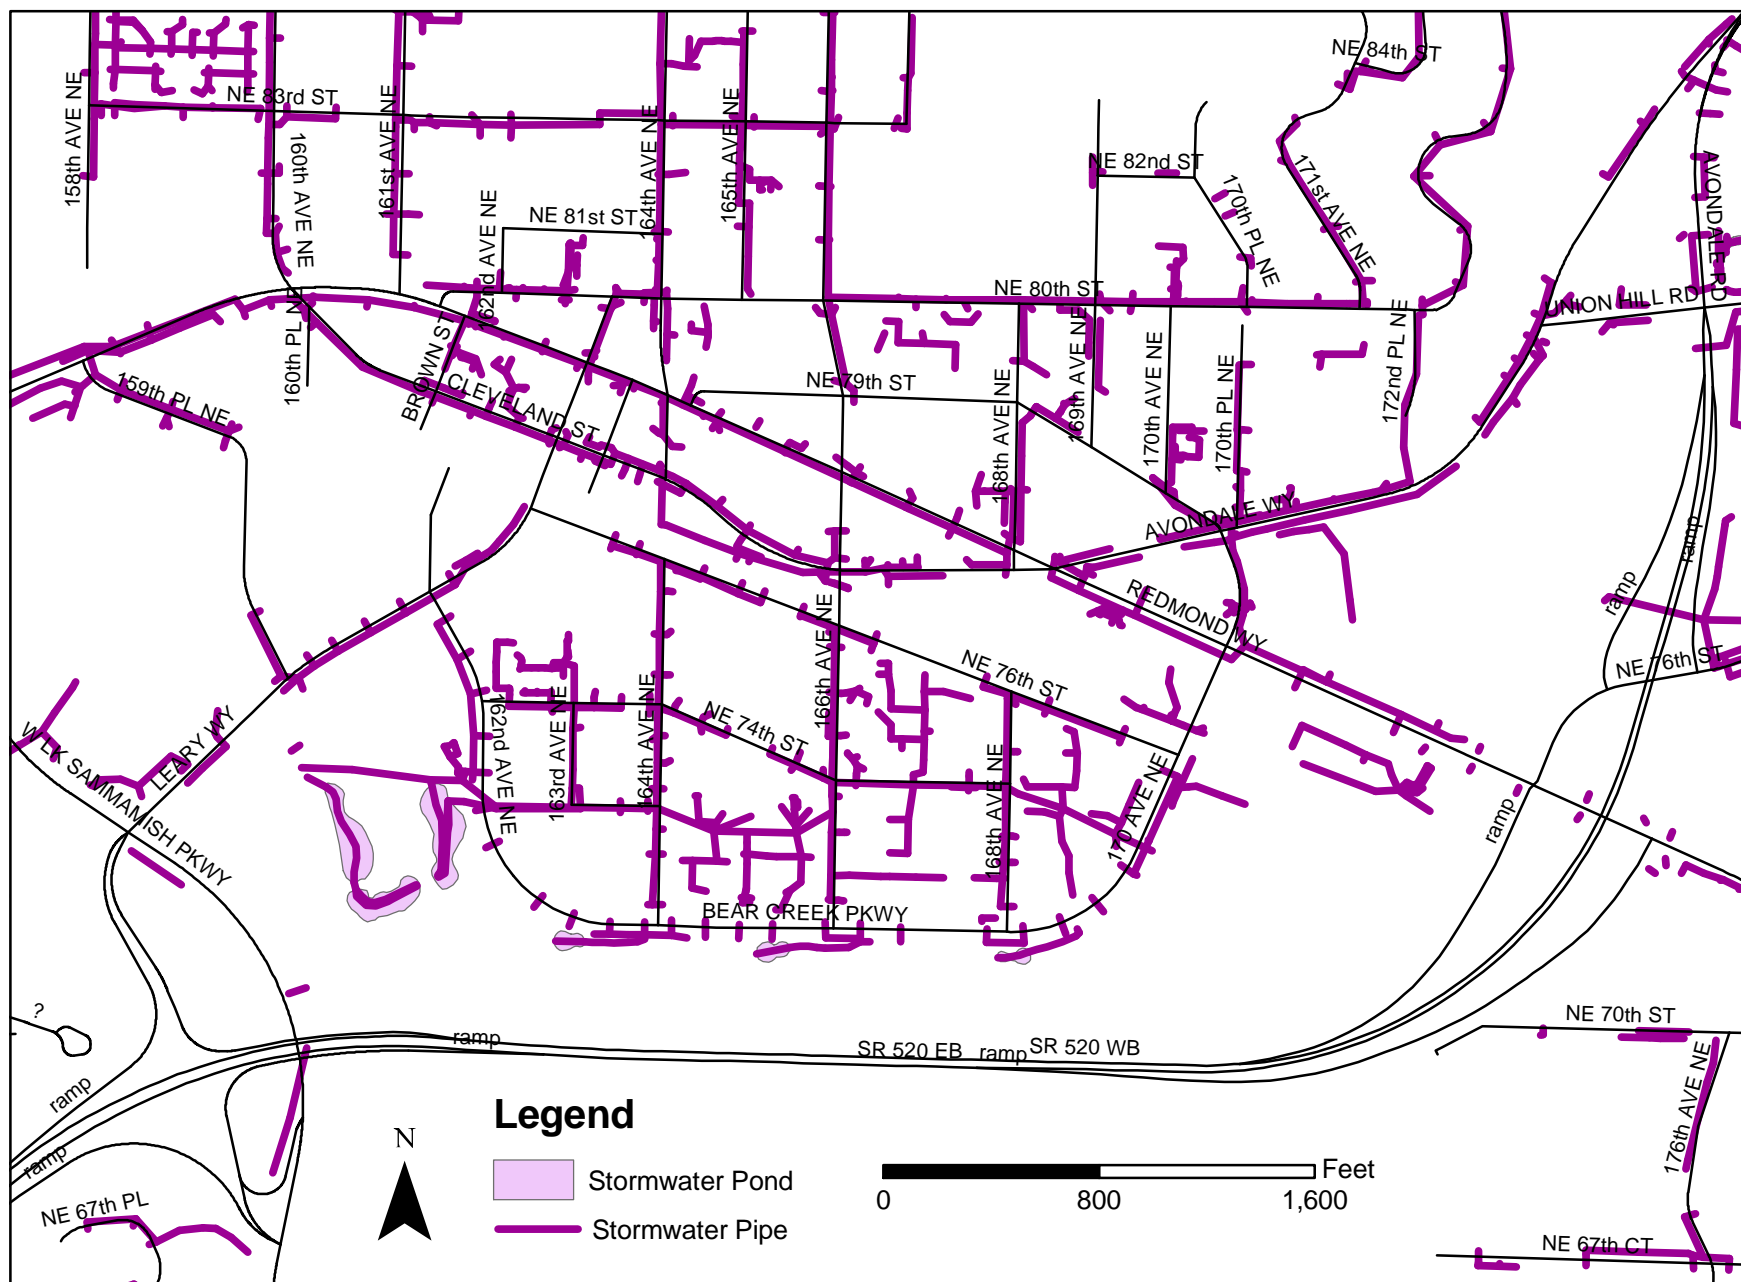 NE 84th ST
NE 83rd ST
158th AVE NE
160th AVE NE
161st AVE NE
164th AVE NE
165th AVE NE
NE 82nd ST
170th PL NE
171st AVE NE
AVONDALE RD
162nd AVE NE
NE 81st ST
NE 80th ST
UNION HILL RD
160th PL NE
BROWN ST
CLEVELAND ST
159th PL NE
NE 79th ST
168th AVE NE
169th AVE NE
170th AVE NE
170th PL NE
172nd PL NE
AVONDALE WY
ramp
ramp
REDMOND WY
NE 76th ST
NE 76th ST
166th AVE NE
164th AVE NE
163rd AVE NE
162nd AVE NE
NE 74th ST
168th AVE NE
170 AVE NE
W LK SAMMAMISH PKWY
LEARY WY
ramp
BEAR CREEK PKWY
?
ramp
SR 520 EB
ramp
SR 520 WB
NE 70th ST
176th AVE NE
ramp
ramp
NE 67th PL
NE 67th CT
Legend
Stormwater Pond
Stormwater Pipe
N
Feet
0 800 1,600